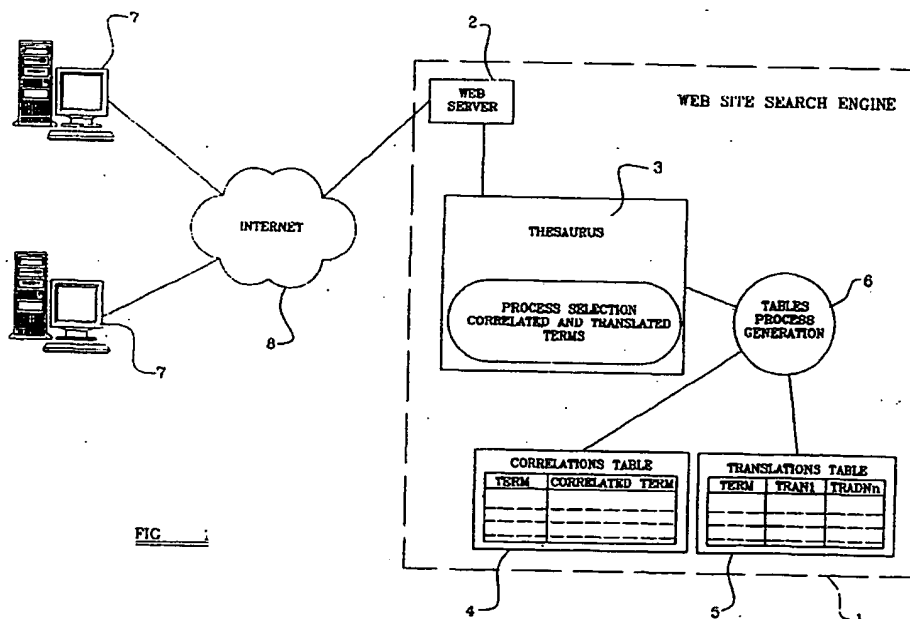 7
2
WEB
SERVER
WEB SITE SEARCH ENGINE
3
THESAURUS
INTERNET
PROCESS SELECTION
CORRELATED AND TRANSLATED
TERMS
6
TABLES
PROCESS
GENERATION
8
7
CORRELATIONS TABLE
TERM CORRELATED TERM
TRANSLATIONS TABLE
TERM TRAN1 TRADNn
FIG
4
5
1